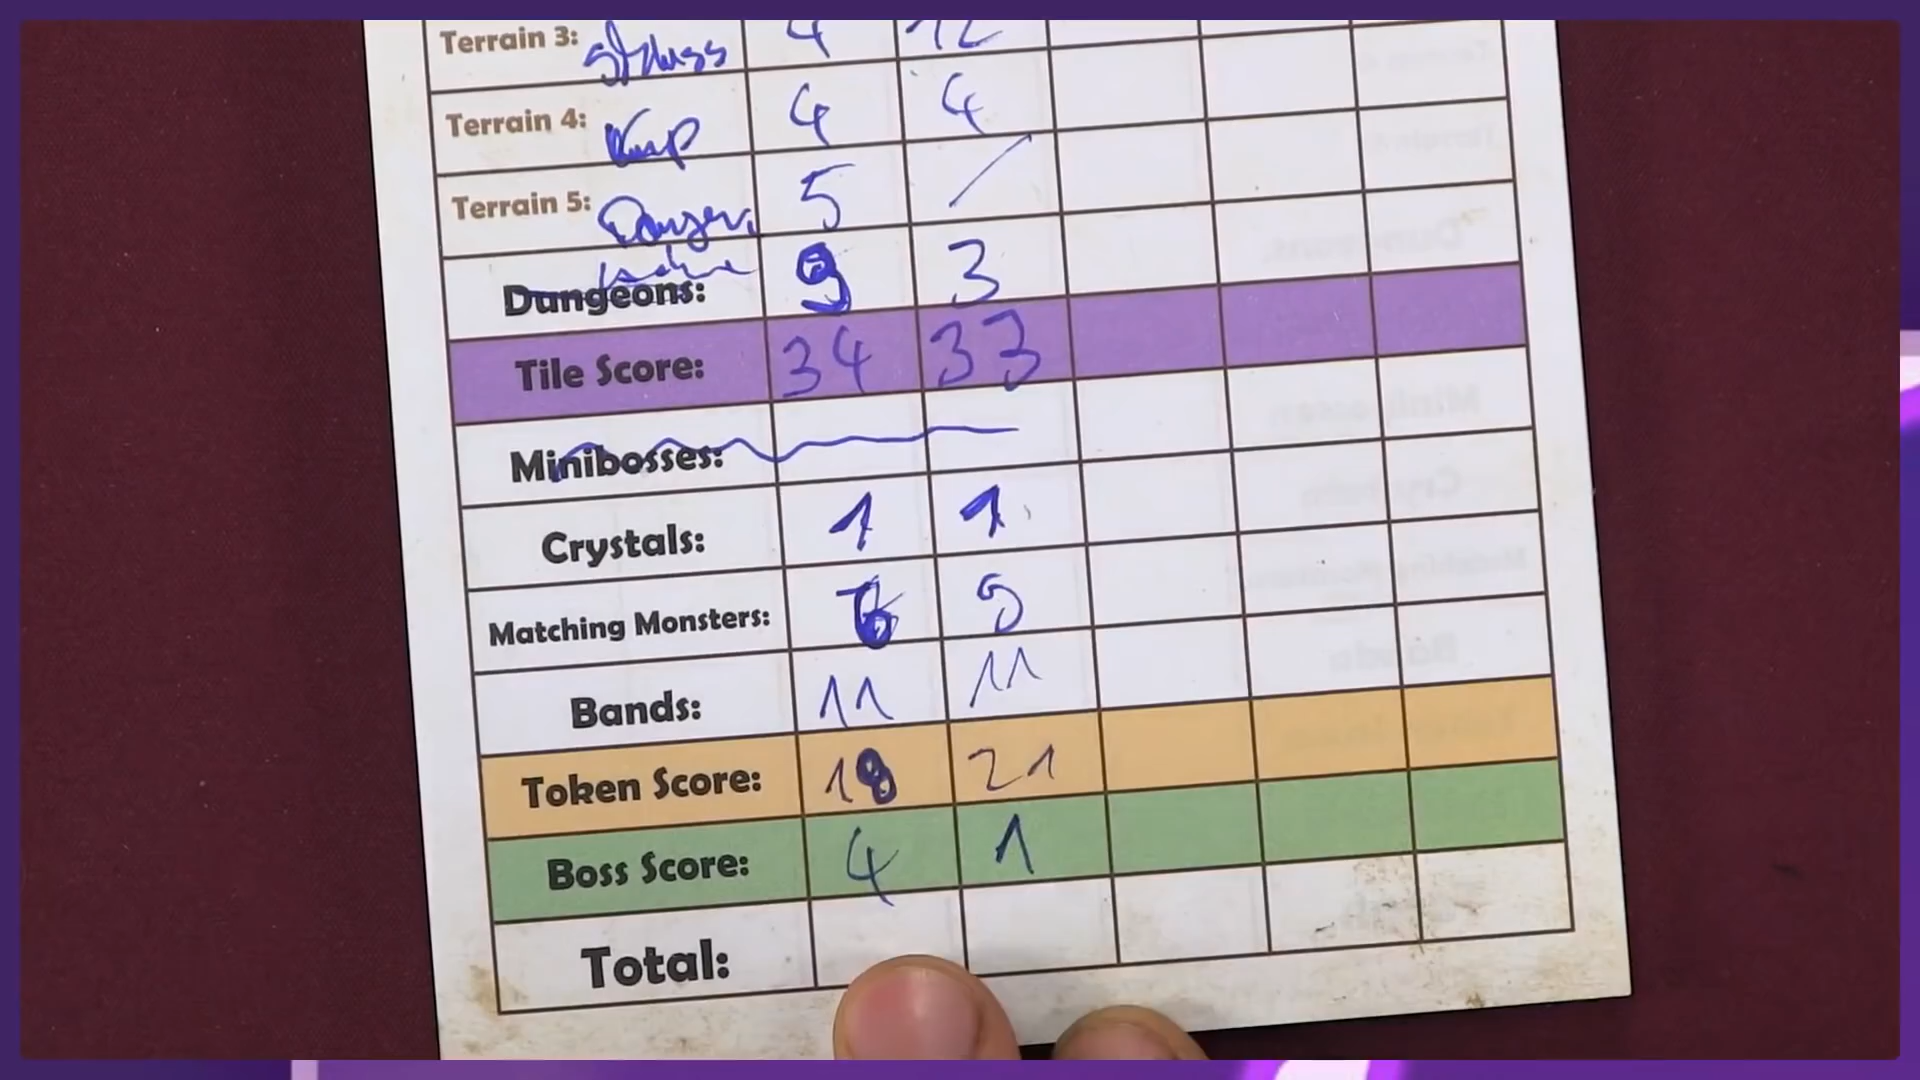 Terrain 3: 4 12
Terrain 4: 4 4
Terrain 5: 5 /
Dungeons: 9 3
Tile Score: 34 33
Minibosses:
Crystals: 1 1
Matching Monsters: 6 9
Bands: 11 11
Token Score: 18 21
Boss Score: 4 1
Total: